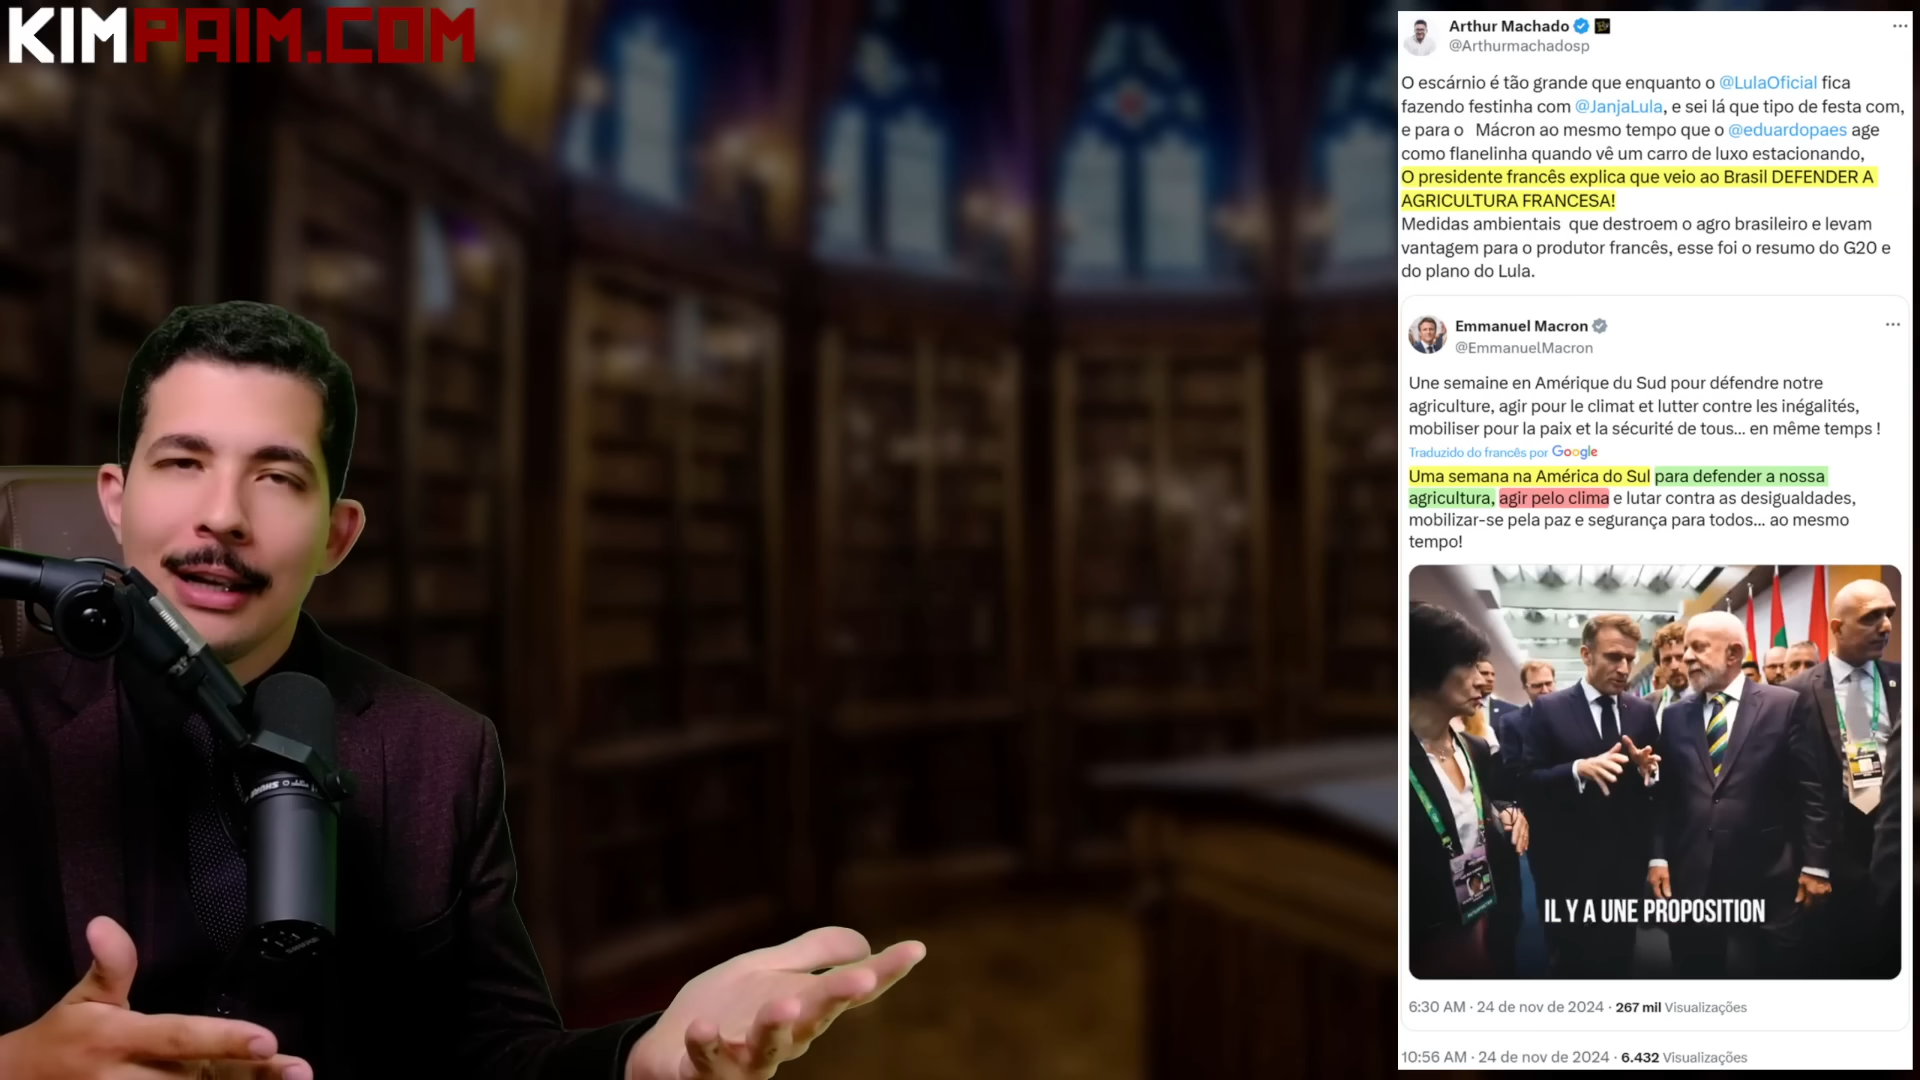 KIMPAIM.COM
Arthur Machado
@Arthurmachadosp
O escárnio é tão grande que enquanto o @LulaOficial fica
fazendo festinha com @JanjaLula, e sei lá que tipo de festa com,
e para o Mácron ao mesmo tempo que o @eduardopaes age
como flanelinha quando vê um carro de luxo estacionando,
O presidente francês explica que veio ao Brasil DEFENDER A
AGRICULTURA FRANCESA!
Medidas ambientais que destroem o agro brasileiro e levam
vantagem para o produtor francês, esse foi o resumo do G20 e
do plano do Lula.
Emmanuel Macron
@EmmanuelMacron
Une semaine en Amérique du Sud pour défendre notre
agriculture, agir pour le climat et lutter contre les inégalités,
mobiliser pour la paix et la sécurité de tous... en même temps !
Traduzido do francês por Google
Uma semana na América do Sul para defender a nossa
agricultura, agir pelo clima e lutar contra as desigualdades,
mobilizar-se pela paz e segurança para todos... ao mesmo
tempo!
IL Y A UNE PROPOSITION
6:30 AM · 24 de nov de 2024 · 267 mil Visualizações
10:56 AM · 24 de nov de 2024 · 6.432 Visualizações